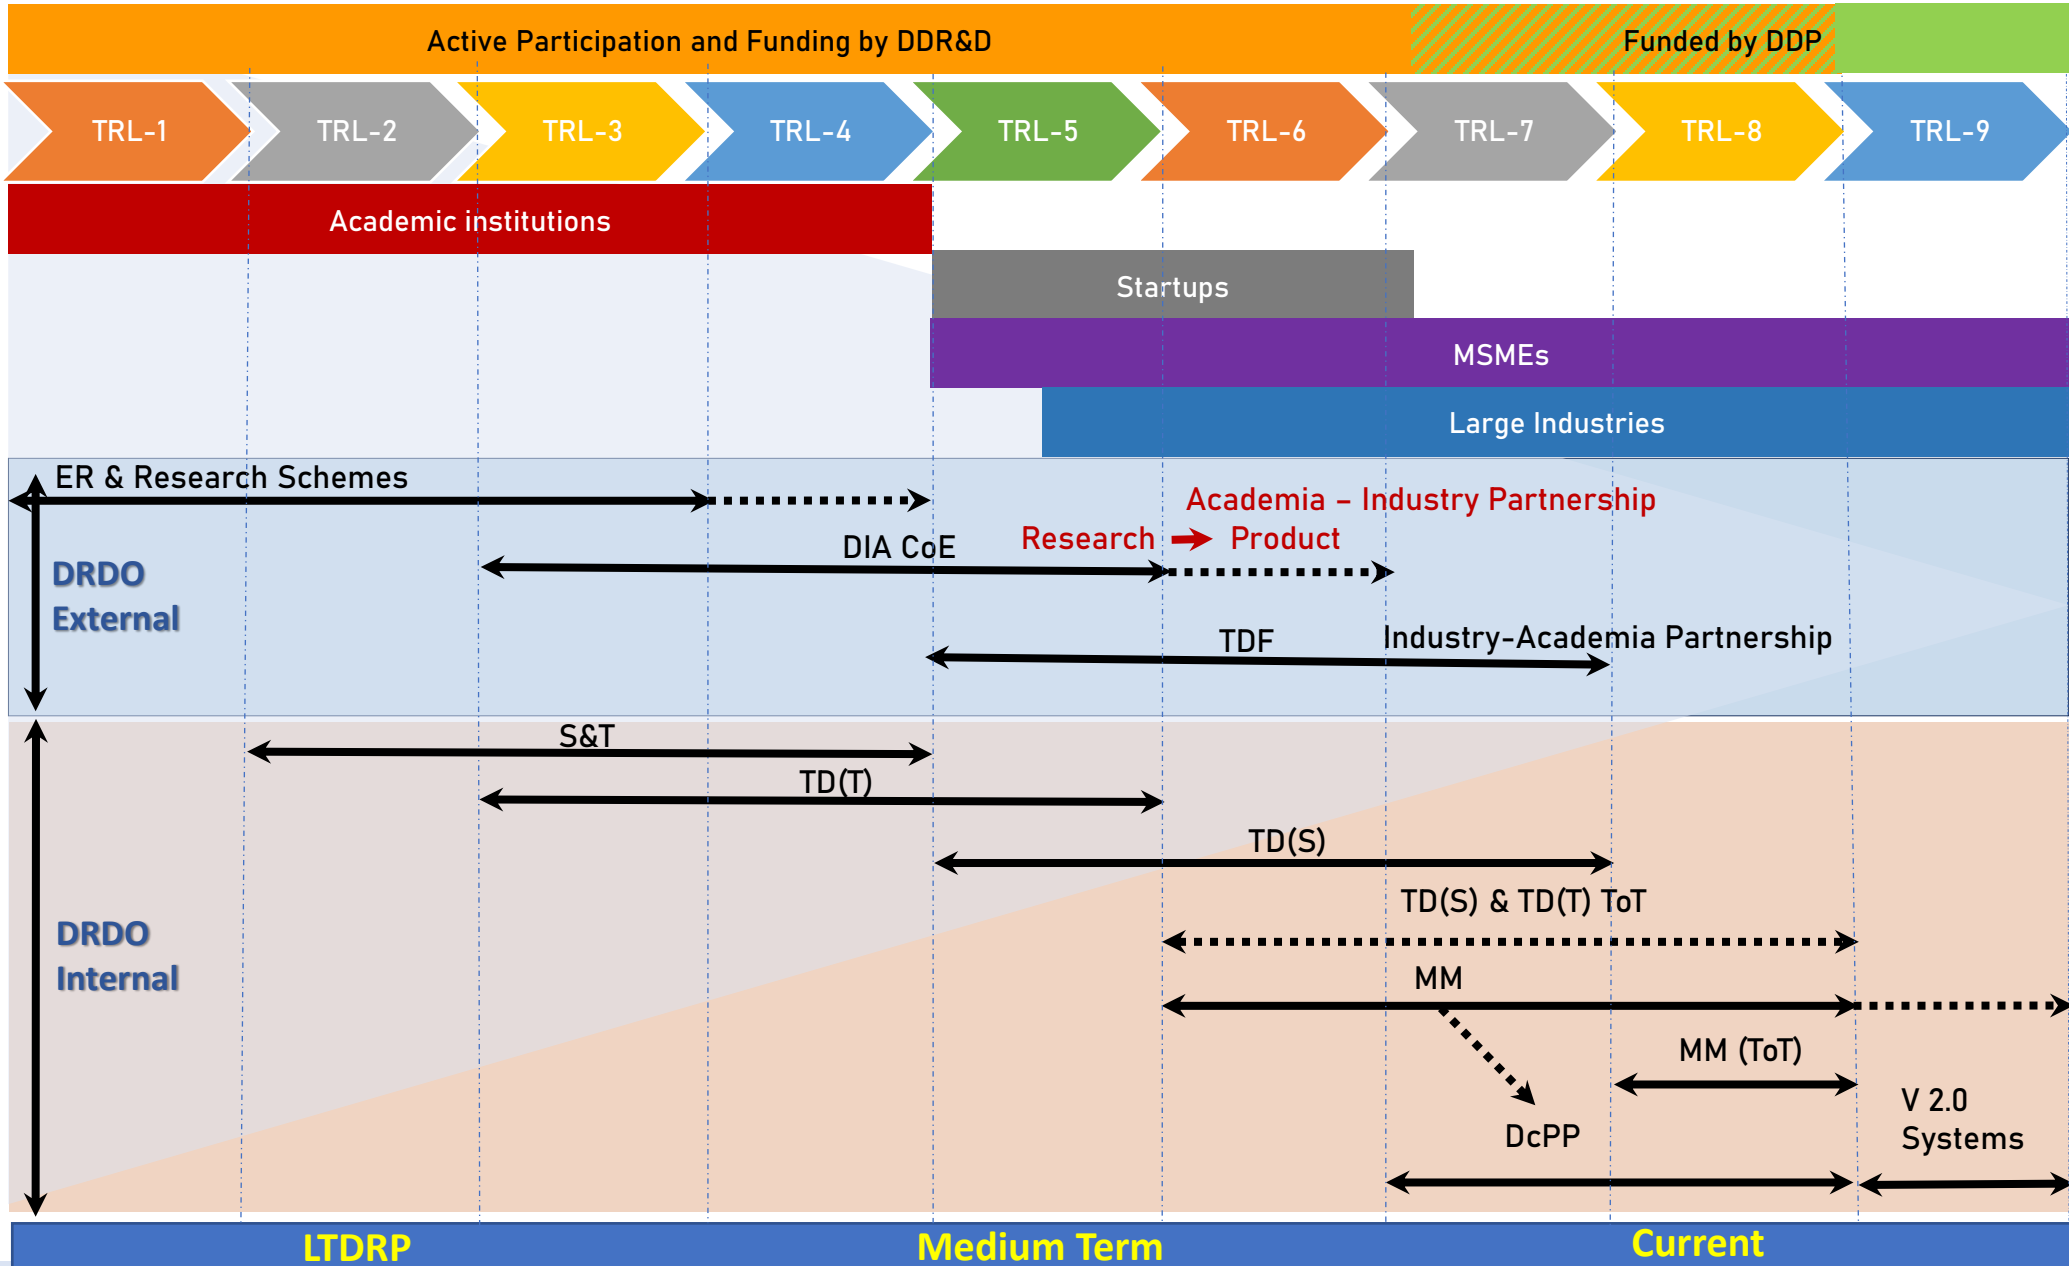 Active Participation and Funding by DDR&D
Funded by DDP
TRL-1
TRL-2
TRL-3
TRL-4
TRL-5
TRL-6
TRL-7
TRL-8
TRL-9
Academic institutions
Startups
MSMEs
Large Industries
ER & Research Schemes
Academia – Industry Partnership
Research
Product
DIA CoE
DRDO
External
TDF
Industry-Academia Partnership
S&T
TD(T)
TD(S)
TD(S) & TD(T) ToT
DRDO
Internal
MM
MM (ToT)
DcPP
V 2.0
Systems
LTDRP
Medium Term
Current